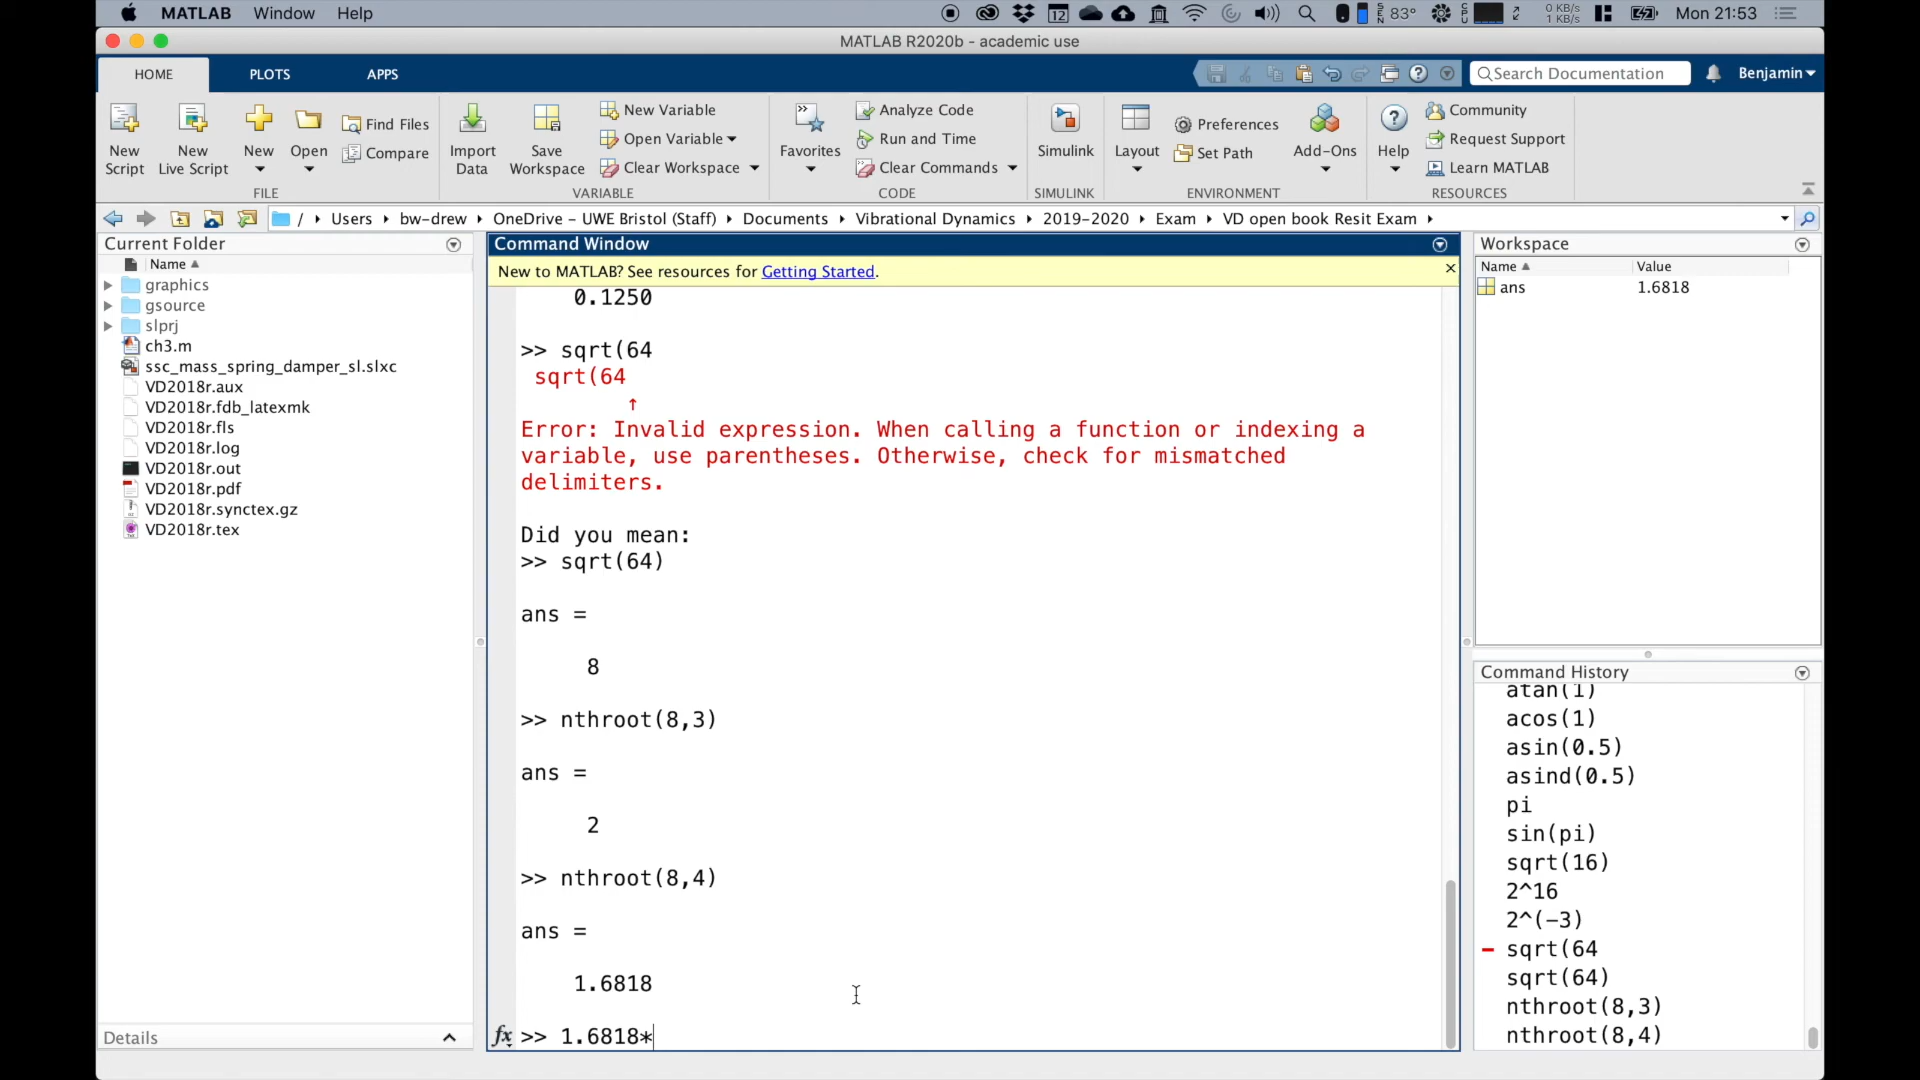 MATLAB Window Help
12 83° 0 KB/s 1 KB/s Mon 21:53
MATLAB R2020b - academic use
HOME PLOTS APPS
Search Documentation
Benjamin
New Script
New Live Script
New
Open
Find Files
Compare
FILE
Import Data
Save Workspace
New Variable
Open Variable
Clear Workspace
VARIABLE
Favorites
Analyze Code
Run and Time
Clear Commands
CODE
Simulink
SIMULINK
Layout
Preferences
Set Path
Add-Ons
ENVIRONMENT
Help
Community
Request Support
Learn MATLAB
RESOURCES
/ Users bw-drew OneDrive - UWE Bristol (Staff) Documents Vibrational Dynamics 2019-2020 Exam VD open book Resit Exam
Current Folder
Name
graphics
gsource
slprj
ch3.m
ssc_mass_spring_damper_sl.slxc
VD2018r.aux
VD2018r.fdb_latexmk
VD2018r.fls
VD2018r.log
VD2018r.out
VD2018r.pdf
VD2018r.synctex.gz
VD2018r.tex
Details
Command Window
New to MATLAB? See resources for Getting Started.
0.1250
>> sqrt(64
sqrt(64
↑
Error: Invalid expression. When calling a function or indexing a
variable, use parentheses. Otherwise, check for mismatched
delimiters.
Did you mean:
>> sqrt(64)
ans =
8
>> nthroot(8,3)
ans =
2
>> nthroot(8,4)
ans =
1.6818
fx >> 1.6818*
Workspace
Name Value
ans 1.6818
Command History
atan(1)
acos(1)
asin(0.5)
asind(0.5)
pi
sin(pi)
sqrt(16)
2^16
2^(-3)
sqrt(64
sqrt(64)
nthroot(8,3)
nthroot(8,4)